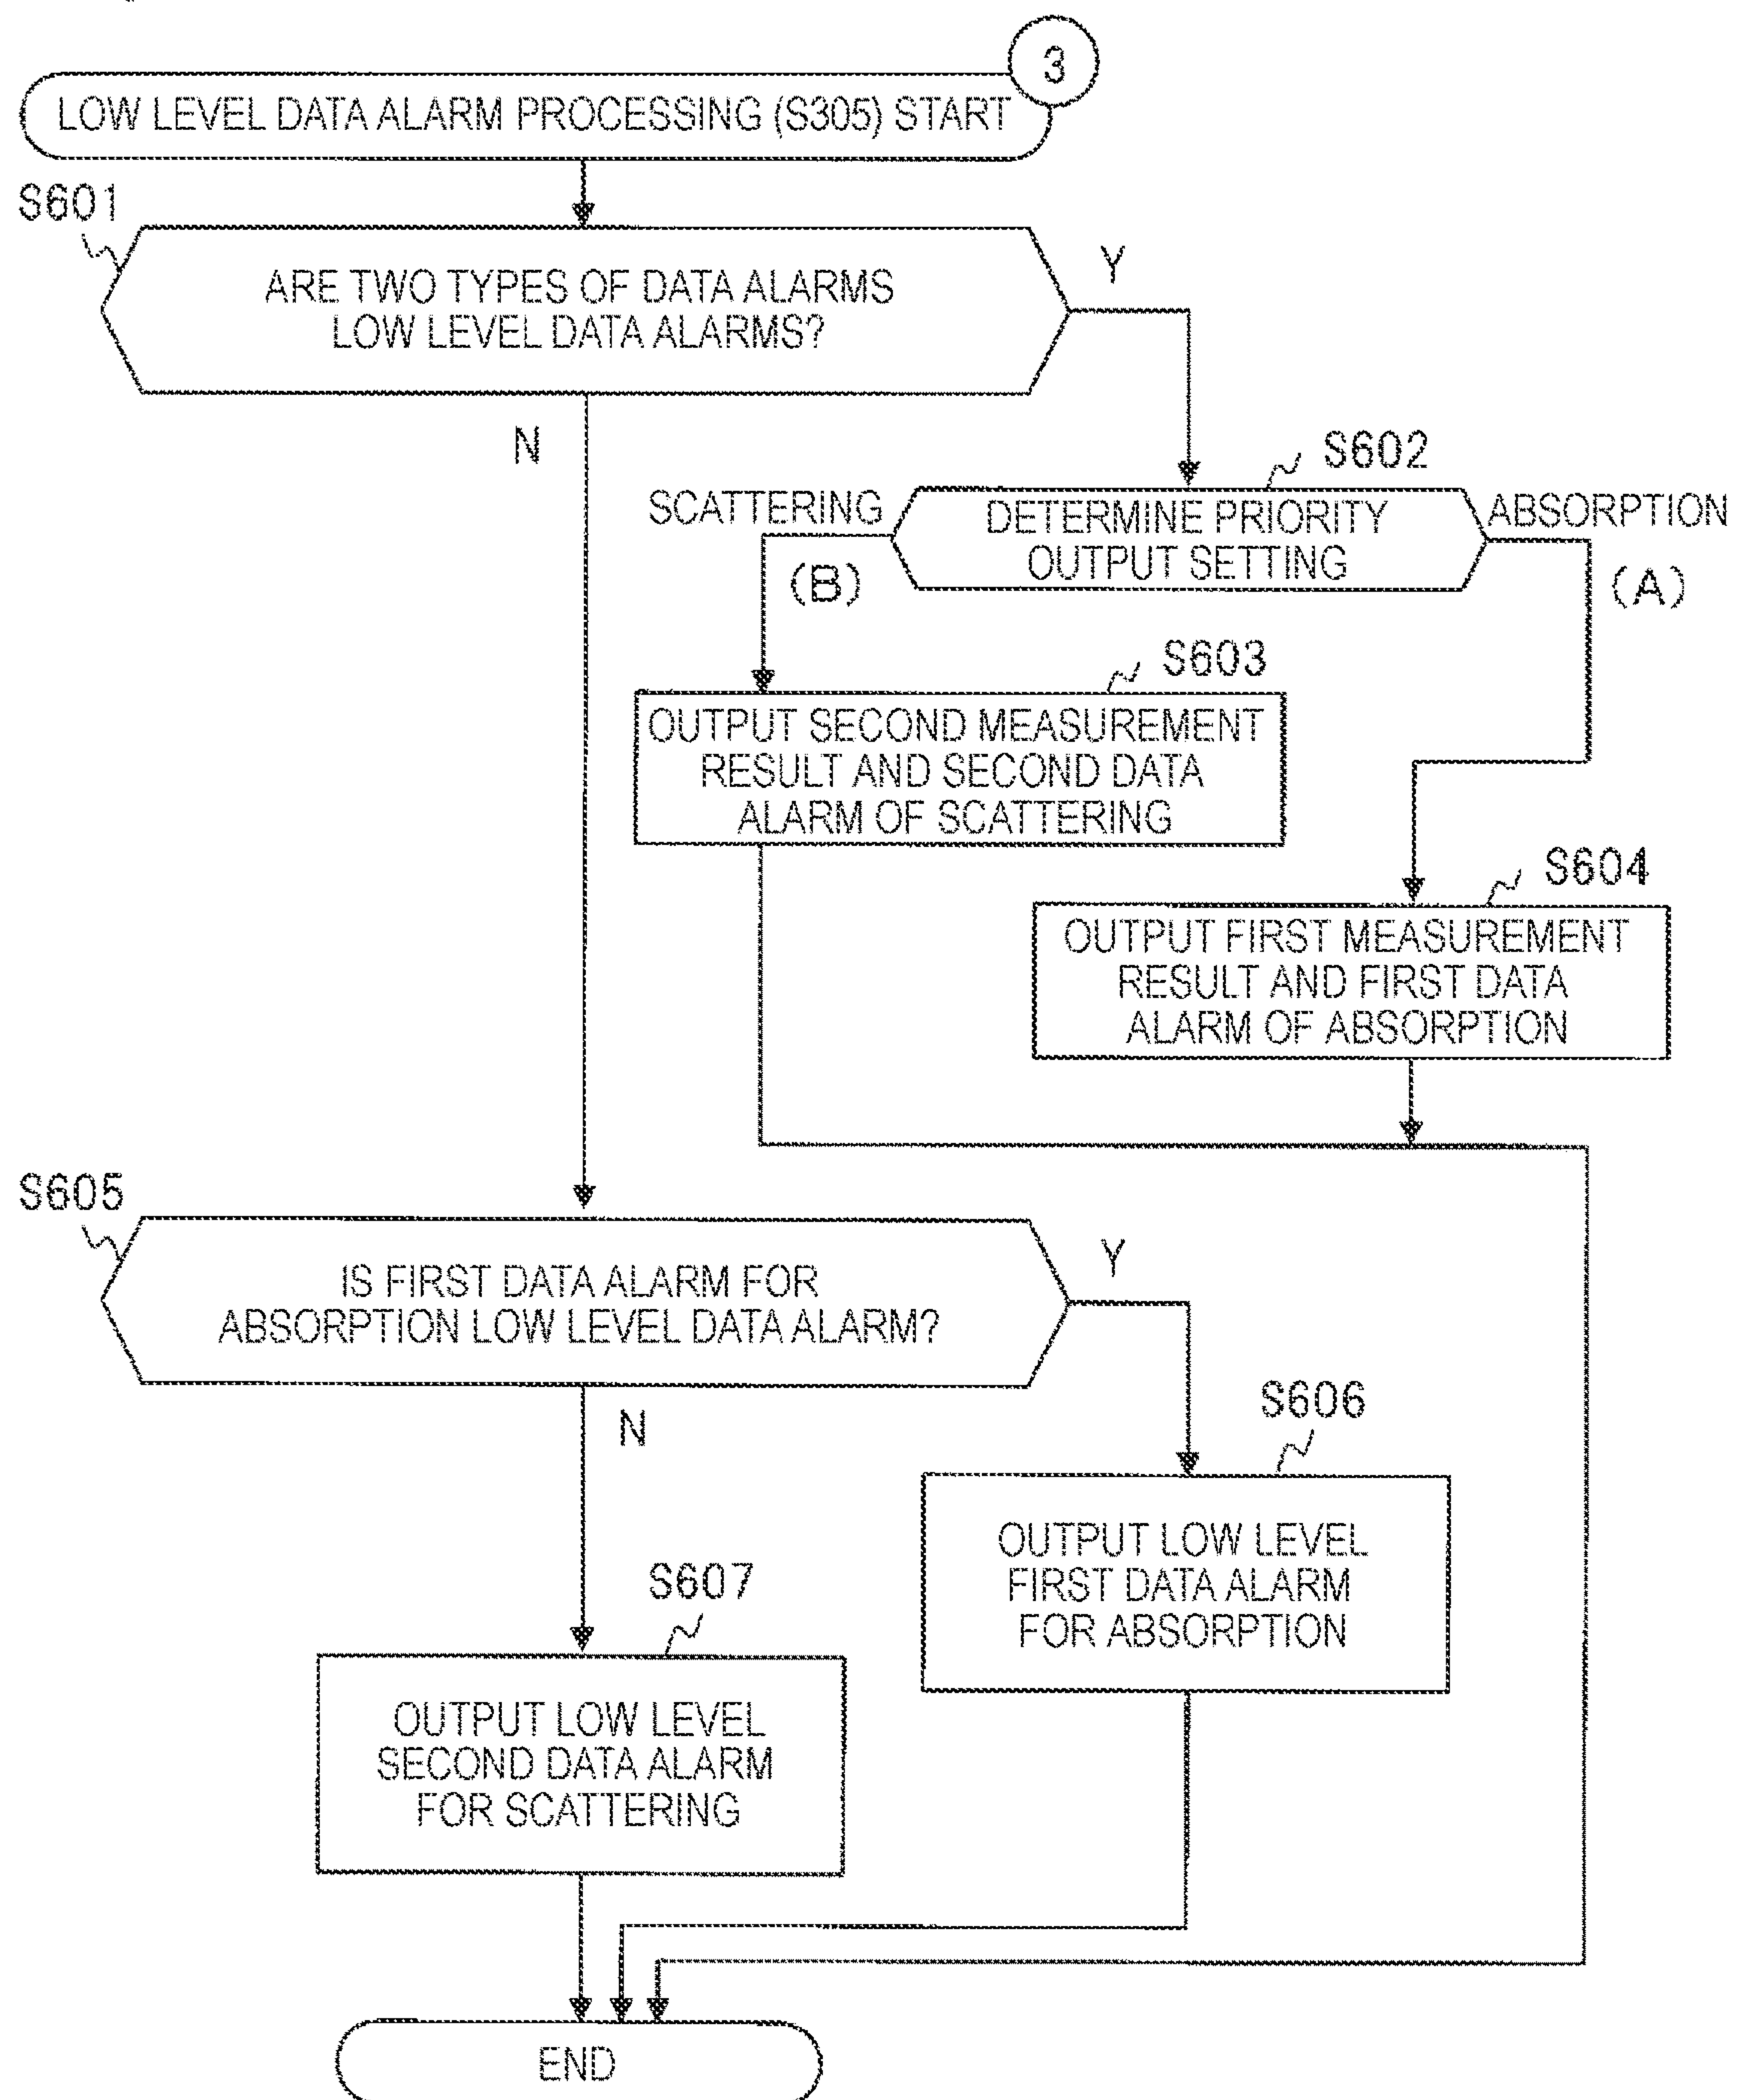 3
LOW LEVEL DATA ALARM PROCESSING (S305) START
S601
ARE TWO TYPES OF DATA ALARMS
LOW LEVEL DATA ALARMS?
Y
N
S602
SCATTERING
DETERMINE PRIORITY
OUTPUT SETTING
ABSORPTION
(B)
(A)
S603
OUTPUT SECOND MEASUREMENT
RESULT AND SECOND DATA
ALARM OF SCATTERING
S604
OUTPUT FIRST MEASUREMENT
RESULT AND FIRST DATA
ALARM OF ABSORPTION
S605
IS FIRST DATA ALARM FOR
ABSORPTION LOW LEVEL DATA ALARM?
Y
N
S606
OUTPUT LOW LEVEL
FIRST DATA ALARM
FOR ABSORPTION
S607
OUTPUT LOW LEVEL
SECOND DATA ALARM
FOR SCATTERING
END